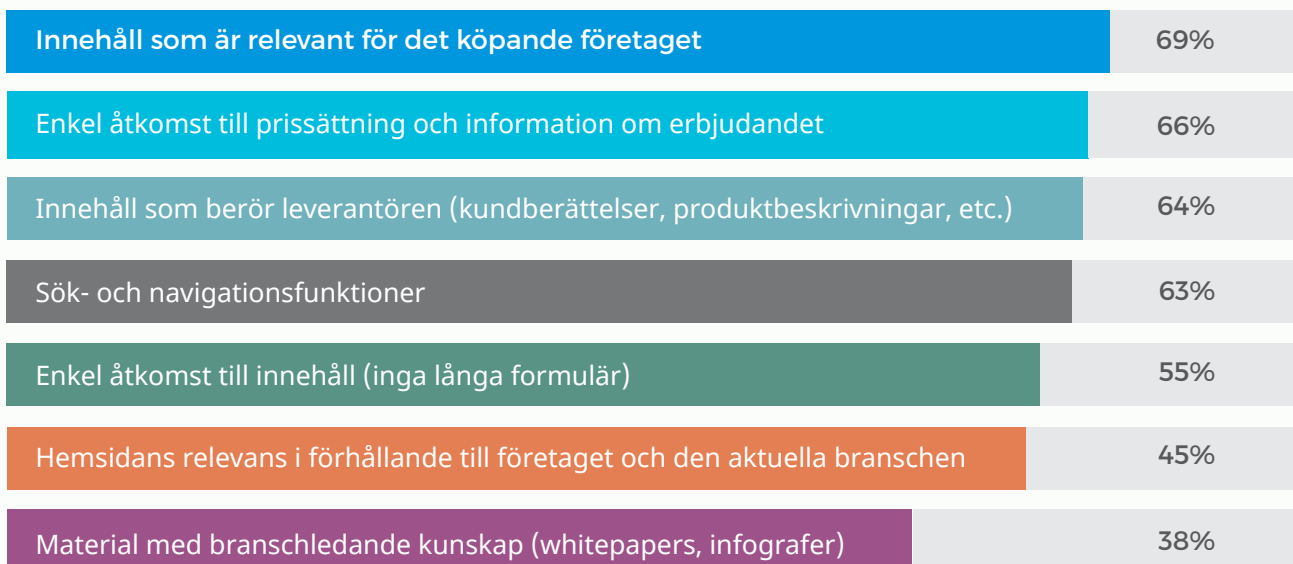 Innehåll som är relevant för det köpande företaget 69%
Enkel åtkomst till prissättning och information om erbjudandet 66%
Innehåll som berör leverantören (kundberättelser, produktbeskrivningar, etc.) 64%
Sök- och navigationsfunktioner 63%
Enkel åtkomst till innehåll (inga långa formulär) 55%
Hemsidans relevans i förhållande till företaget och den aktuella branschen 45%
Material med branschledande kunskap (whitepapers, infografer) 38%